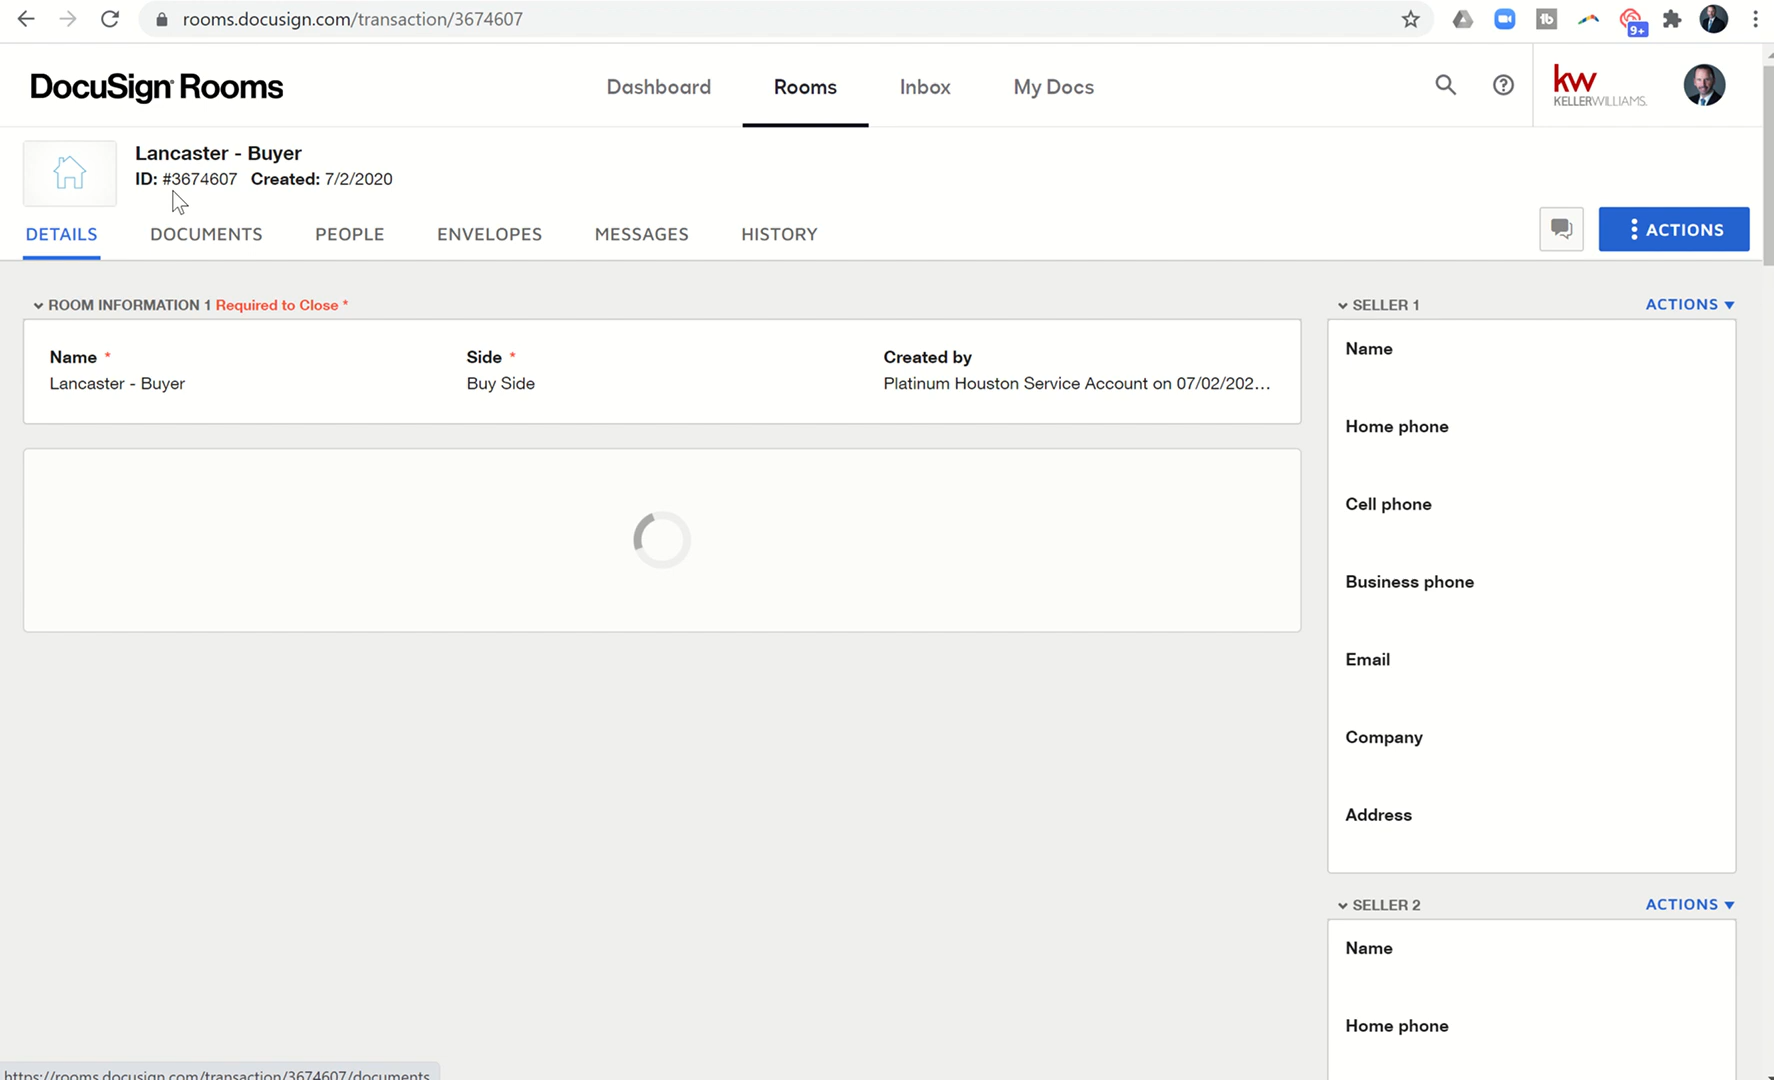 rooms.docusign.com/transaction/3674607
9+
DocuSign Rooms
Dashboard
Rooms
Inbox
My Docs
kw
KELLERWILLIAMS.
Lancaster - Buyer
ID: #3674607 Created: 7/2/2020
DETAILS
DOCUMENTS
PEOPLE
ENVELOPES
MESSAGES
HISTORY
ACTIONS
ROOM INFORMATION 1 Required to Close *
Name *
Lancaster - Buyer
Side *
Buy Side
Created by
Platinum Houston Service Account on 07/02/202...
SELLER 1
ACTIONS
Name
Home phone
Cell phone
Business phone
Email
Company
Address
SELLER 2
ACTIONS
Name
Home phone
https://rooms.docusign.com/transaction/3674607/documents